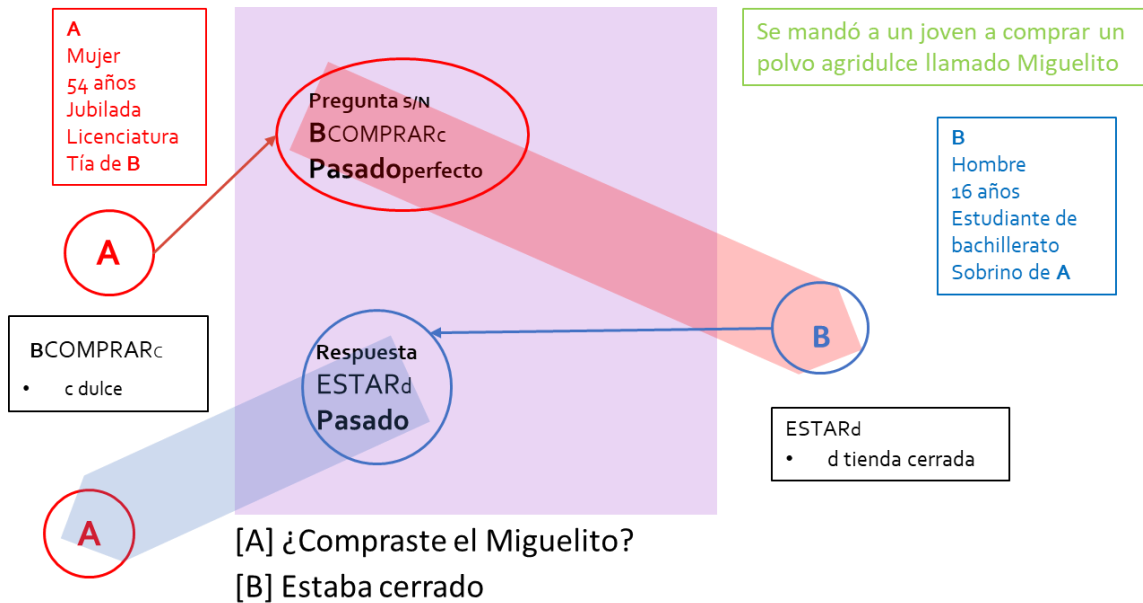 A
Mujer
54 años
Jubilada
Licenciatura
Tía de B
Se mandó a un joven a comprar un
polvo agridulce llamado Miguelito
Pregunta s/N
BCOMPRARc
Pasadoperfecto
B
Hombre
16 años
Estudiante de
bachillerato
Sobrino de A
A
BCOMPRARc
• c dulce
B
Respuesta
ESTARd
Pasado
ESTARd
• d tienda cerrada
A
[A] ¿Compraste el Miguelito?
[B] Estaba cerrado